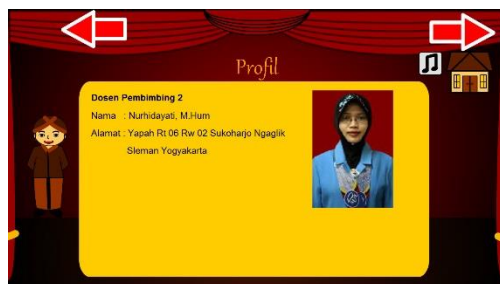 Profil
Dosen Pembimbing 2
Nama : Nurhidayati, M.Hum
Alamat : Yapah Rt 06 Rw 02 Sukoharjo Ngaglik
Sleman Yogyakarta